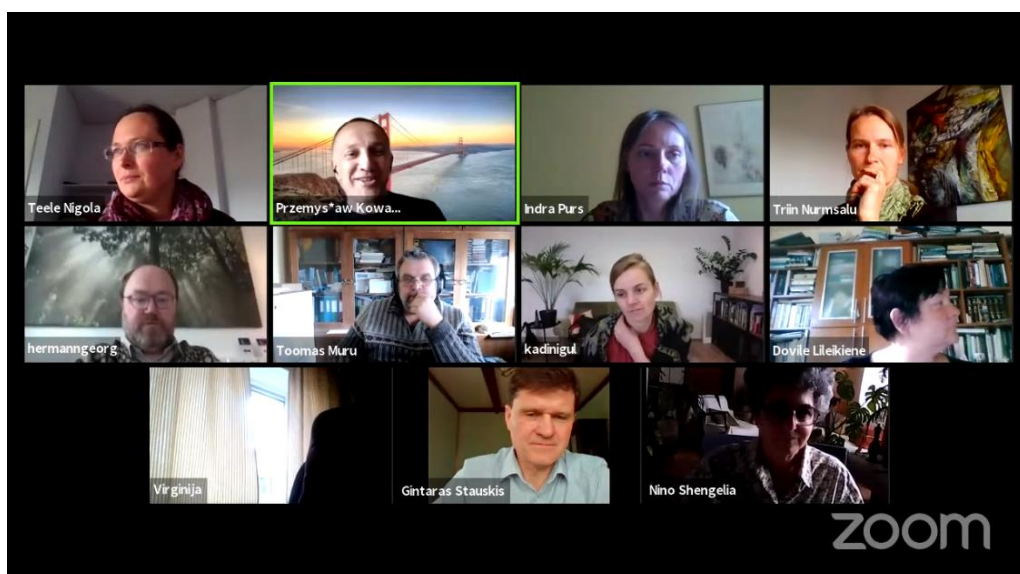 Teele Nigola
Przemys*aw Kowa...
Indra Purs
Triin Nurmsalu
hermanngeorg
Toomas Muru
kadinigul
Dovile Lileikiene
Virginija
Gintaras Stauskis
Nino Shengelia
zoom